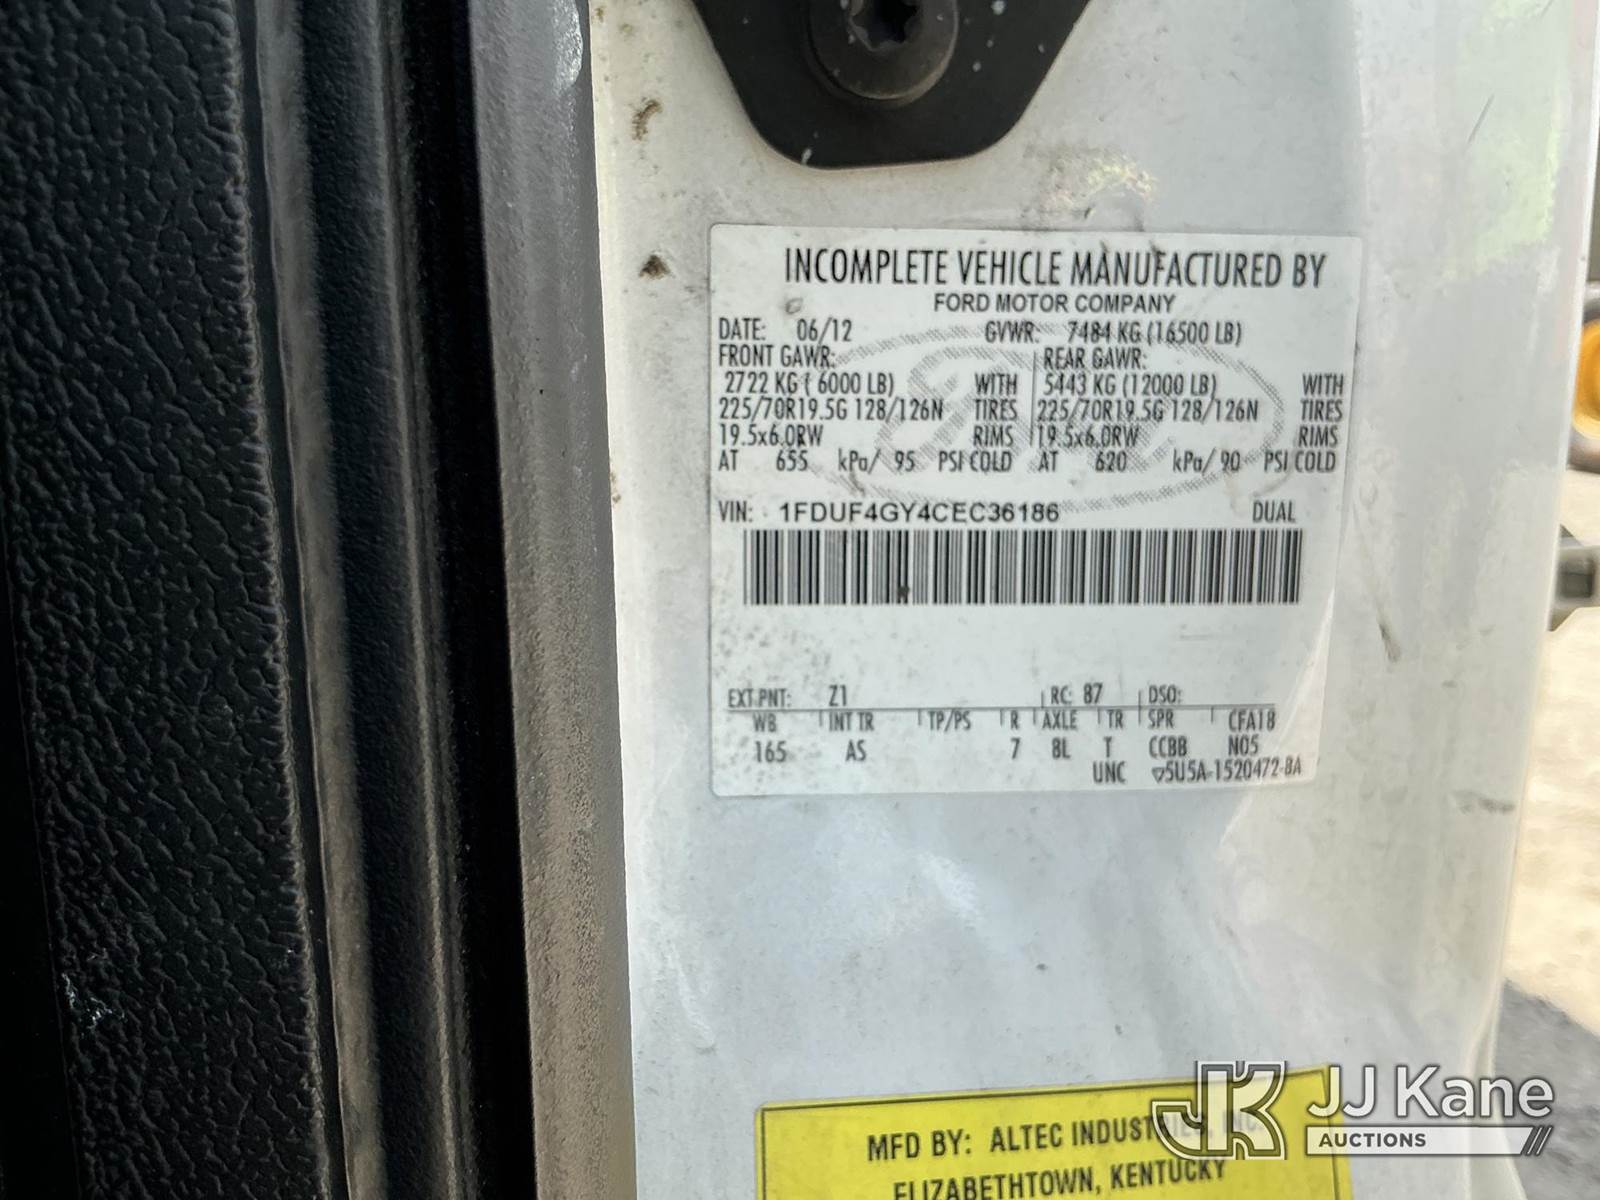 INCOMPLETE VEHICLE MANUFACTURED BY
FORD MOTOR COMPANY
DATE: 06/12 GVWR: 7484 KG (16500 LB)
FRONT GAWR: REAR GAWR:
2722 KG ( 6000 LB) WITH 5443 KG (12000 LB) WITH
225/70R19.5G 128/126N TIRES 225/70R19.5G 128/126N TIRES
19.5x6.0RW RIMS 19.5x6.0RW RIMS
AT 655 kPa/ 95 PSI COLD AT 620 kPa/ 90 PSI COLD
VIN: 1FDUF4GY4CEC36186 DUAL
EXT PNT: Z1 RC: 87 DSO:
WB INT TR TP/PS R AXLE TR SPR CFA18
165 AS 7 8L T CCBB N05
UNC ▽5U5A-1520472-BA
MFD BY: ALTEC INDUSTRIES, INC.
ELIZABETHTOWN, KENTUCKY
JK JJ Kane
AUCTIONS